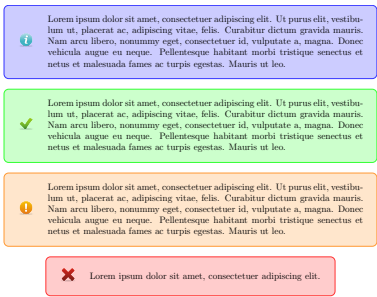 Lorem ipsum dolor sit amet, consectetuer adipiscing elit. Ut purus elit, vestibu-
lum ut, placerat ac, adipiscing vitae, felis. Curabitur dictum gravida mauris.
Nam arcu libero, nonummy eget, consectetuer id, vulputate a, magna. Donec
vehicula augue eu neque. Pellentesque habitant morbi tristique senectus et
netus et malesuada fames ac turpis egestas. Mauris ut leo.
Lorem ipsum dolor sit amet, consectetuer adipiscing elit. Ut purus elit, vestibu-
lum ut, placerat ac, adipiscing vitae, felis. Curabitur dictum gravida mauris.
Nam arcu libero, nonummy eget, consectetuer id, vulputate a, magna. Donec
vehicula augue eu neque. Pellentesque habitant morbi tristique senectus et
netus et malesuada fames ac turpis egestas. Mauris ut leo.
Lorem ipsum dolor sit amet, consectetuer adipiscing elit. Ut purus elit, vestibu-
lum ut, placerat ac, adipiscing vitae, felis. Curabitur dictum gravida mauris.
Nam arcu libero, nonummy eget, consectetuer id, vulputate a, magna. Donec
vehicula augue eu neque. Pellentesque habitant morbi tristique senectus et
netus et malesuada fames ac turpis egestas. Mauris ut leo.
Lorem ipsum dolor sit amet, consectetuer adipiscing elit.